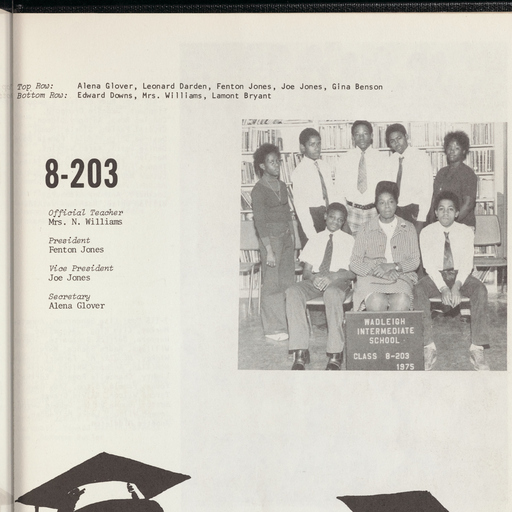 Top Row: Alena Glover, Leonard Darden, Fenton Jones, Joe Jones, Gina Benson
Bottom Row: Edward Downs, Mrs. Williams, Lamont Bryant
8-203
Official Teacher
Mrs. N. Williams
President
Fenton Jones
Vice President
Joe Jones
Secretary
Alena Glover
WADLEIGH
INTERMEDIATE
SCHOOL
CLASS 8-203
1975